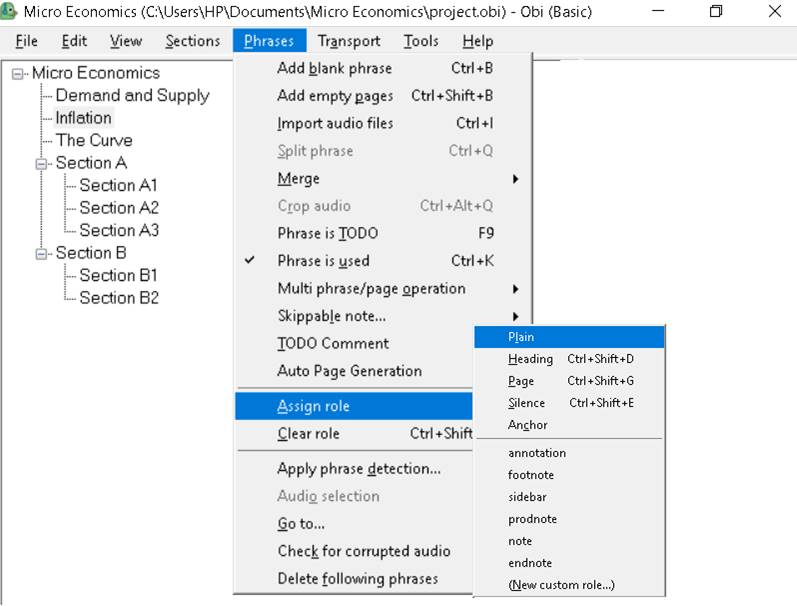 Micro Economics (C:\Users\HP\Documents\Micro Economics\project.obi) - Obi (Basic)
File Edit View Sections Phrases Transport Tools Help
Micro Economics
Demand and Supply
Inflation
The Curve
Section A
Section A1
Section A2
Section A3
Section B
Section B1
Section B2
Add blank phrase Ctrl+B
Add empty pages Ctrl+Shift+B
Import audio files Ctrl+I
Split phrase Ctrl+Q
Merge
Crop audio Ctrl+Alt+Q
Phrase is TODO F9
Phrase is used Ctrl+K
Multi phrase/page operation
Skippable note...
TODO Comment
Auto Page Generation
Assign role
Clear role Ctrl+Shift
Apply phrase detection...
Audio selection
Go to...
Check for corrupted audio
Delete following phrases
Plain
Heading Ctrl+Shift+D
Page Ctrl+Shift+G
Silence Ctrl+Shift+E
Anchor
annotation
footnote
sidebar
prodnote
note
endnote
(New custom role...)